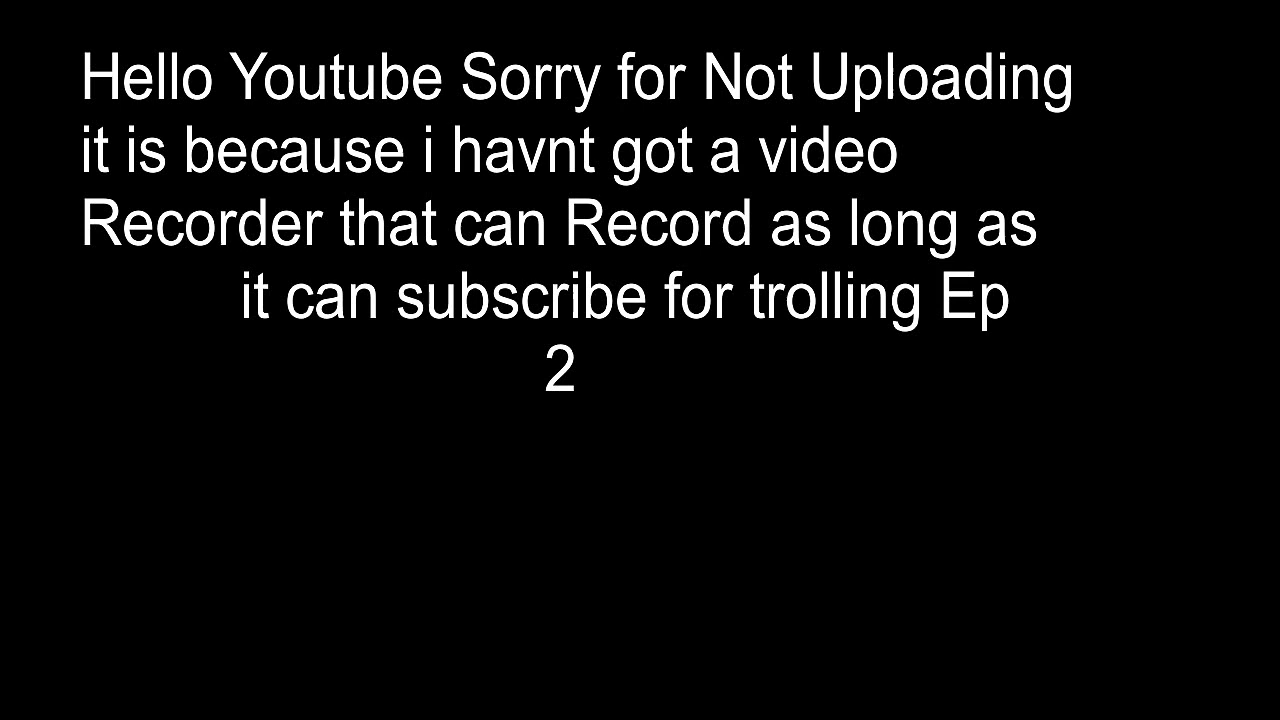 Hello Youtube Sorry for Not Uploading
it is because i havnt got a video
Recorder that can Record as long as
it can subscribe for trolling Ep
2